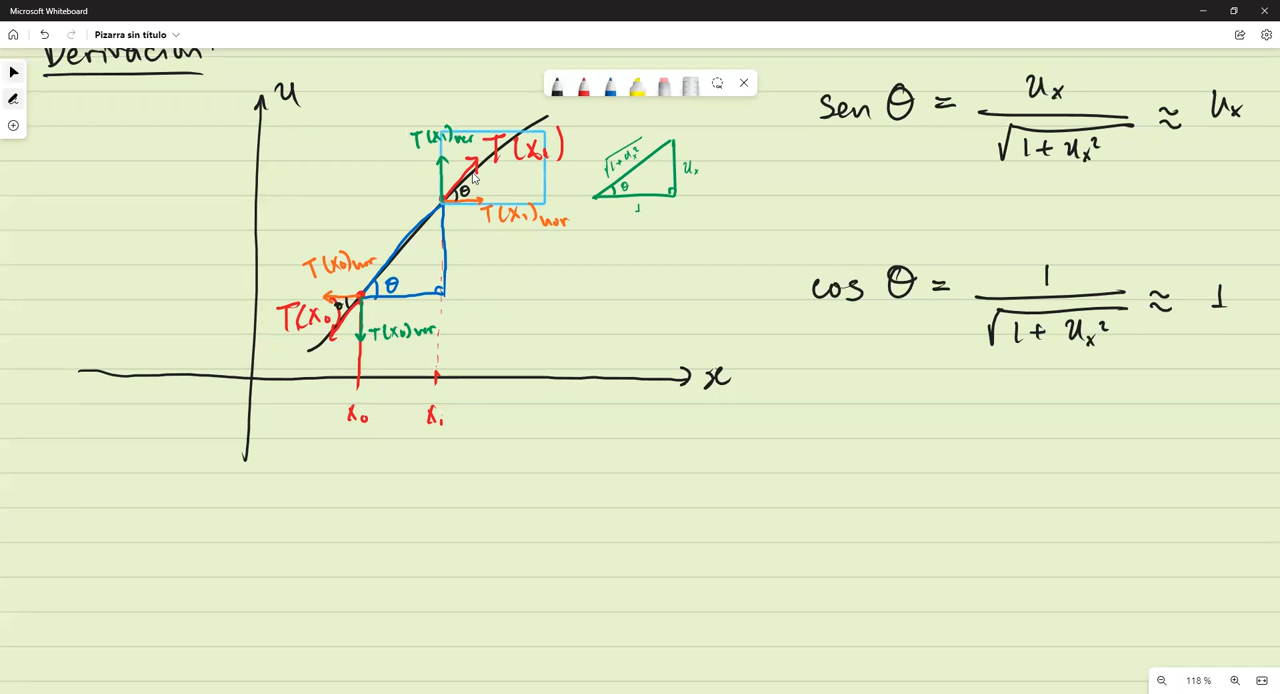 Microsoft Whiteboard
Pizarra sin título
Derivación:
u
T(x₁)ver
T(x₁)
θ
T(x₁)hor
√1+uₓ²
θ
uₓ
1
T(x₀)hor
θ
θ
T(x₀)
T(x₀)ver
x
x₀
x₁
sen θ = uₓ / √1 + uₓ² ≈ uₓ
cos θ = 1 / √1 + uₓ² ≈ 1
118 %